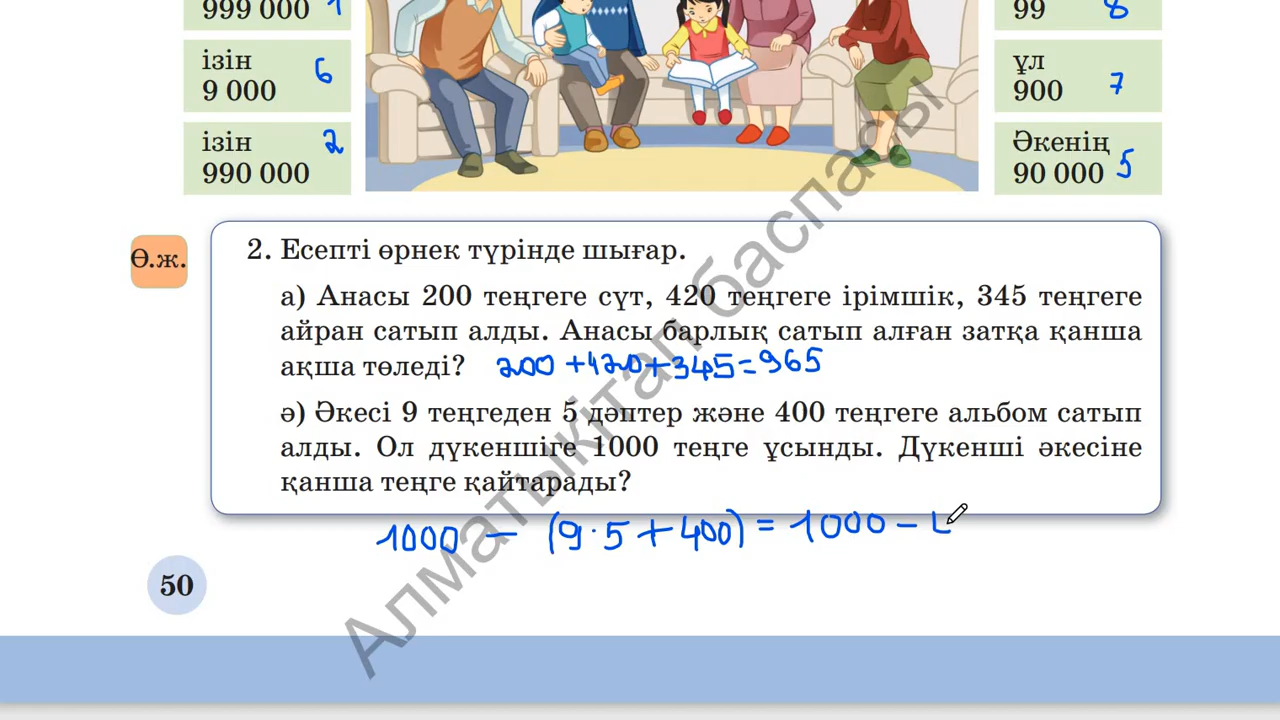 999 000 1
ізін 6
9 000
ізін 2
990 000
99 8
ұл
900 7
Әкенің
90 000 5
Ө.ж.
2. Есепті өрнек түрінде шығар.
а) Анасы 200 теңгеге сүт, 420 теңгеге ірімшік, 345 теңгеге
айран сатып алды. Анасы барлық сатып алған затқа қанша
ақша төледі? 200 + 420 + 345 = 965
ә) Әкесі 9 теңгеден 5 дәптер және 400 теңгеге альбом сатып
алды. Ол дүкеншіге 1000 теңге ұсынды. Дүкенші әкесіне
қанша теңге қайтарады?
1000 - (9·5 + 400) = 1000 -
50
Алматыкітап баспасы